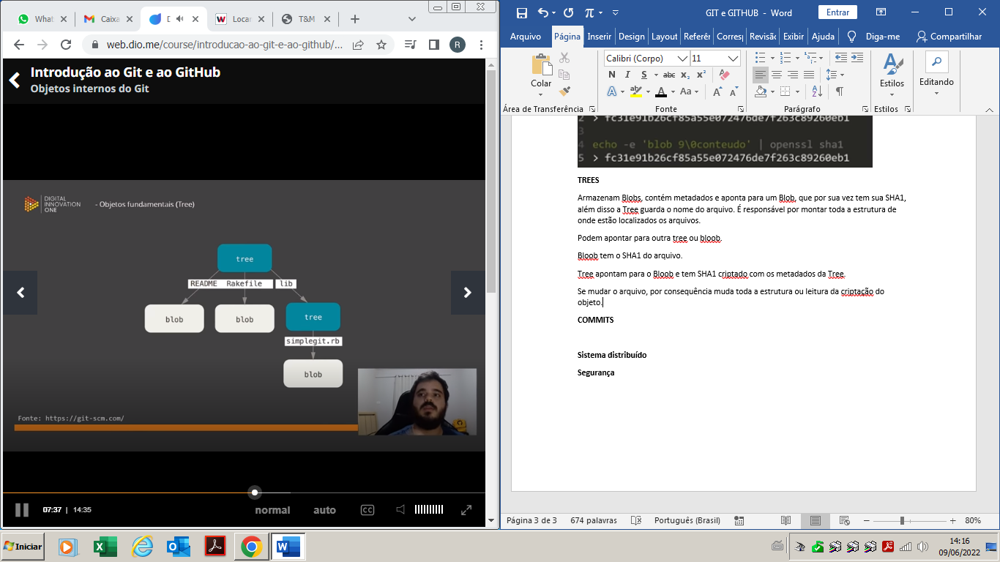 What
Caixa
D
Locar
T&M
web.dio.me/course/introducao-ao-git-e-ao-github/...
R
Introdução ao Git e ao GitHub
Objetos internos do Git
DIGITAL
INNOVATION
ONE
- Objetos fundamentais (Tree)
tree
README Rakefile lib
blob blob tree
simplegit.rb
blob
Fonte: https://git-scm.com/
07:37 | 14:35
normal auto CC
GIT e GITHUB - Word
Entrar
Arquivo Página Inserir Design Layout Referên Corresp Revisão Exibir Ajuda Diga-me Compartilhar
Colar
Calibri (Corpo) 11
N I S abc x₂ x²
A A Aa A A
Estilos
Editando
Área de Transferência Fonte Parágrafo Estilos
2 > fc31e91b26cf85a55e072476de7f263c89260eb1
3
4 echo -e 'blob 9\0conteudo' | openssl sha1
5 > fc31e91b26cf85a55e072476de7f263c89260eb1
TREES
Armazenam Blobs, contém metadados e aponta para um Blob, que por sua vez tem sua SHA1,
além disso a Tree guarda o nome do arquivo. É responsável por montar toda a estrutura de
onde estão localizados os arquivos.
Podem apontar para outra tree ou bloob.
Bloob tem o SHA1 do arquivo.
Tree apontam para o Bloob e tem SHA1 criptado com os metadados da Tree.
Se mudar o arquivo, por consequência muda toda a estrutura ou leitura da criptação do
objeto.
COMMITS
Sistema distribuído
Segurança
Página 3 de 3 674 palavras Português (Brasil) 80%
Iniciar
14:16
09/06/2022